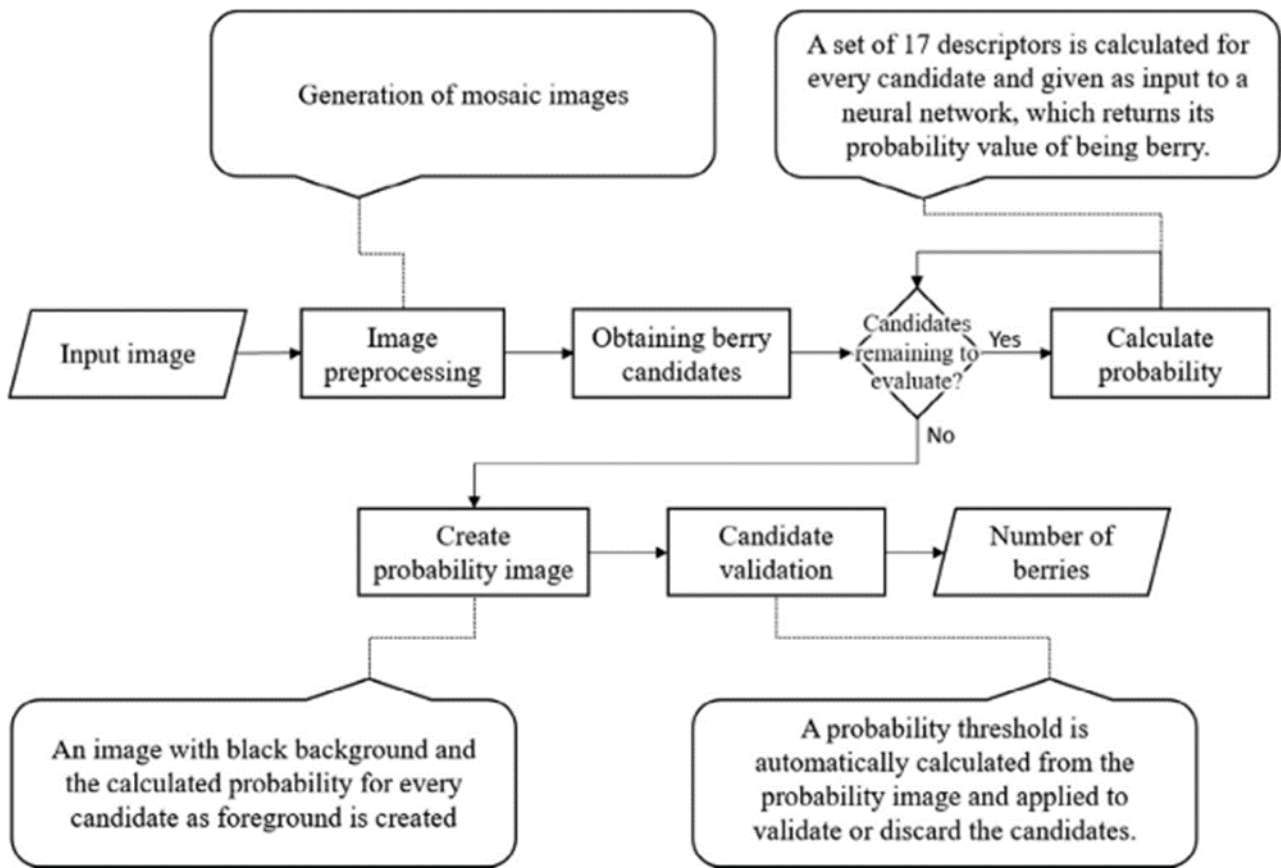 Generation of mosaic images
A set of 17 descriptors is calculated for
every candidate and given as input to a
neural network, which returns its
probability value of being berry.
Input image
Image
preprocessing
Obtaining berry
candidates
Candidates
remaining to
evaluate?
Yes
Calculate
probability
No
Create
probability image
Candidate
validation
Number of
berries
An image with black background and
the calculated probability for every
candidate as foreground is created
A probability threshold is
automatically calculated from the
probability image and applied to
validate or discard the candidates.